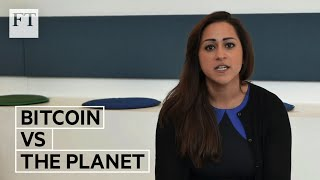 FT
BITCOIN
VS
THE PLANET